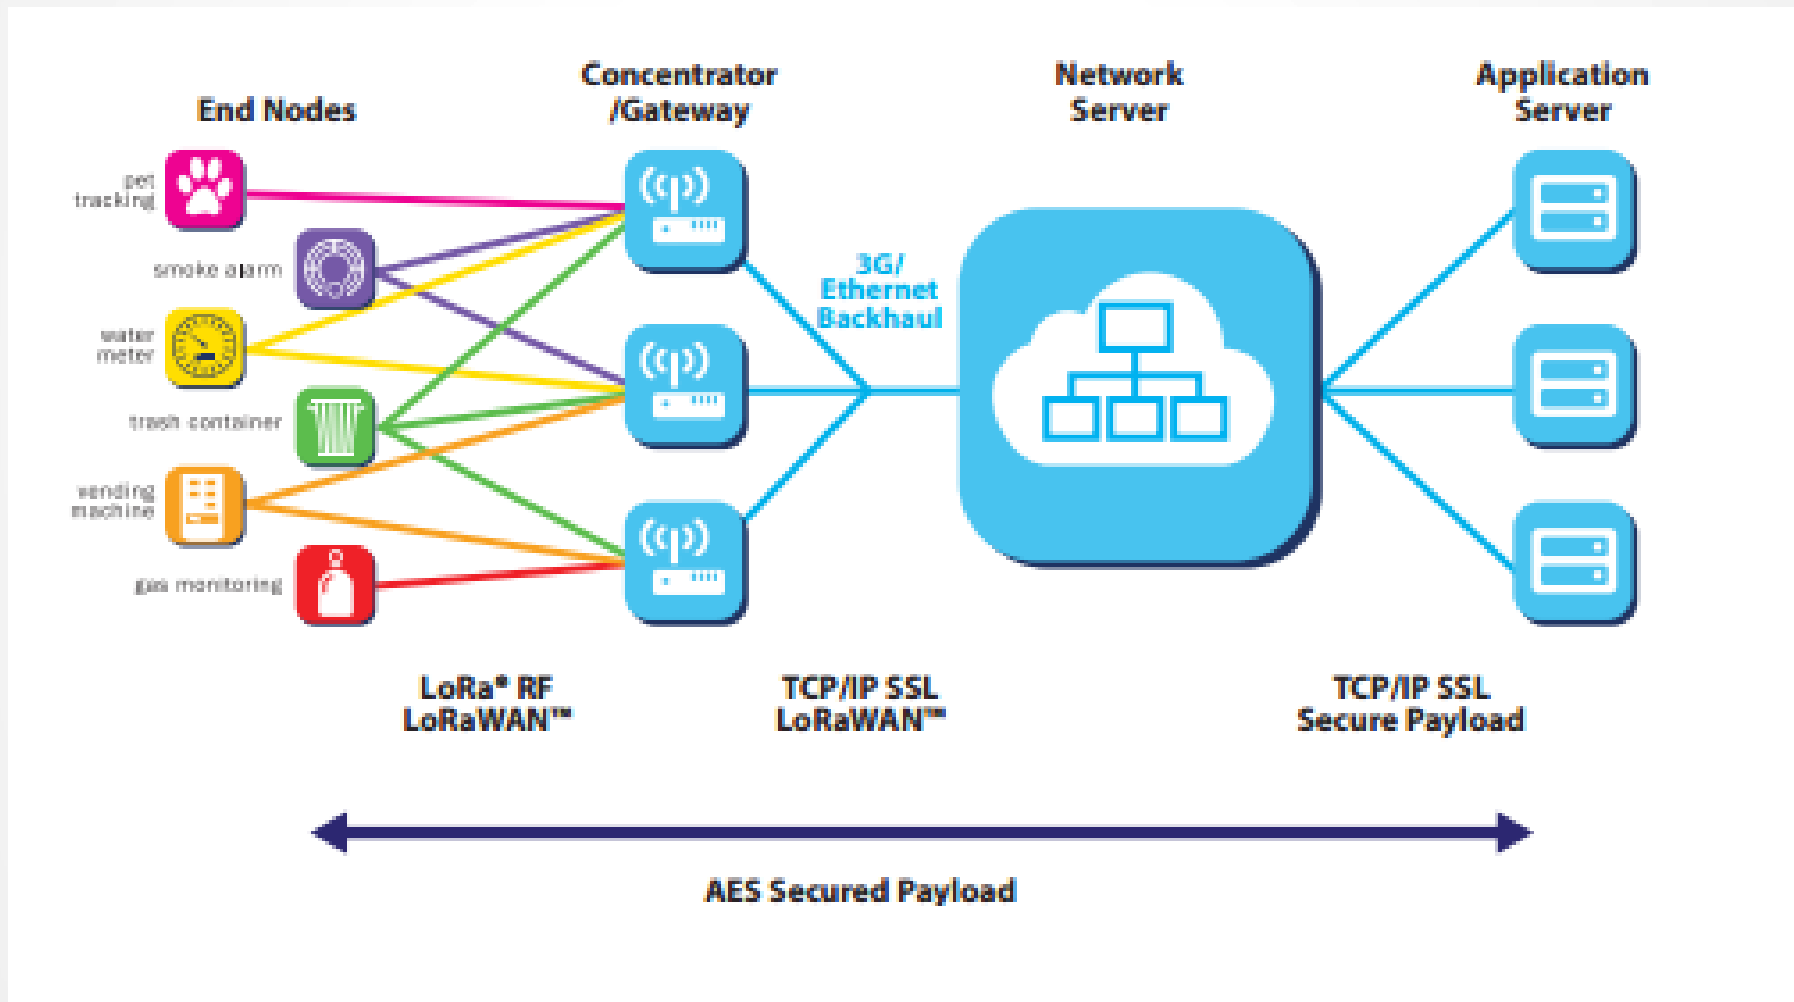 End Nodes
Concentrator
/Gateway
Network
Server
Application
Server
pet
tracking
smoke alarm
water
meter
trash container
vending
machine
gas monitoring
3G/
Ethernet
Backhaul
LoRa® RF
LoRaWAN™
TCP/IP SSL
LoRaWAN™
TCP/IP SSL
Secure Payload
AES Secured Payload